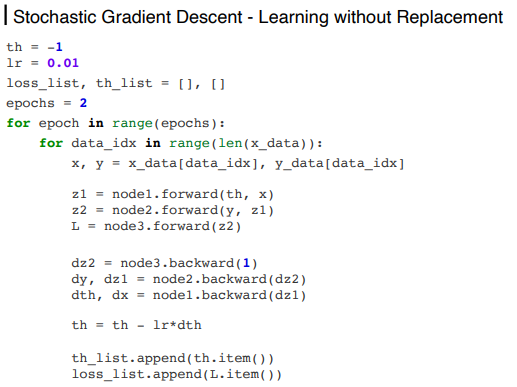 Stochastic Gradient Descent - Learning without Replacement
th = -1
lr = 0.01
loss_list, th_list = [], []
epochs = 2
for epoch in range(epochs):
    for data_idx in range(len(x_data)):
        x, y = x_data[data_idx], y_data[data_idx]
        z1 = node1.forward(th, x)
        z2 = node2.forward(y, z1)
        L = node3.forward(z2)
        dz2 = node3.backward(1)
        dy, dz1 = node2.backward(dz2)
        dth, dx = node1.backward(dz1)
        th = th - lr*dth
        th_list.append(th.item())
        loss_list.append(L.item())